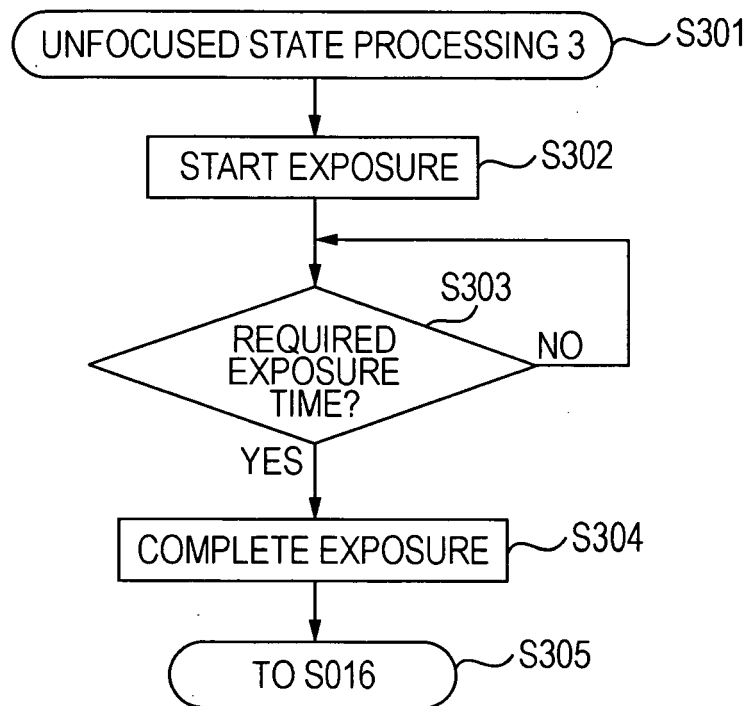 UNFOCUSED STATE PROCESSING 3
S301
START EXPOSURE
S302
S303
REQUIRED
EXPOSURE
TIME?
NO
YES
COMPLETE EXPOSURE
S304
TO S016
S305